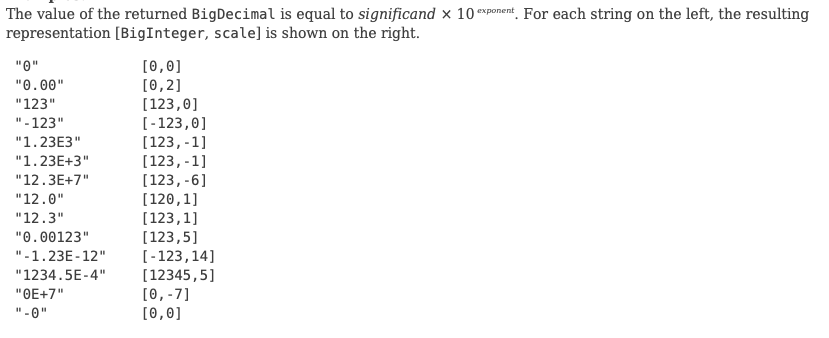 The value of the returned BigDecimal is equal to significand × 10 exponent. For each string on the left, the resulting
representation [BigInteger, scale] is shown on the right.
"0" [0,0]
"0.00" [0,2]
"123" [123,0]
"-123" [-123,0]
"1.23E3" [123,-1]
"1.23E+3" [123,-1]
"12.3E+7" [123,-6]
"12.0" [120,1]
"12.3" [123,1]
"0.00123" [123,5]
"-1.23E-12" [-123,14]
"1234.5E-4" [12345,5]
"0E+7" [0,-7]
"-0" [0,0]